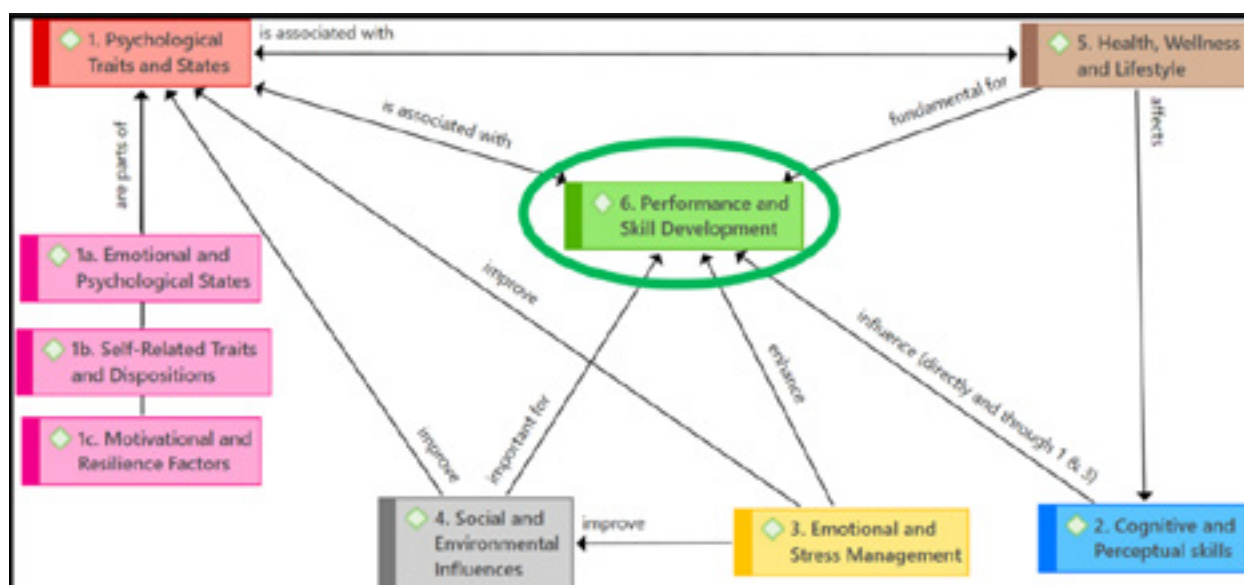 1. Psychological
Traits and States
is associated with
5. Health, Wellness
and Lifestyle
is associated with
fundamental for
affects
are parts of
6. Performance and
Skill Development
1a. Emotional and
Psychological States
improve
1b. Self-Related Traits
and Dispositions
influence (directly and through 1 & 3)
enhance
1c. Motivational and
Resilience Factors
improve
important for
4. Social and
Environmental
Influences
improve
3. Emotional and
Stress Management
2. Cognitive and
Perceptual skills